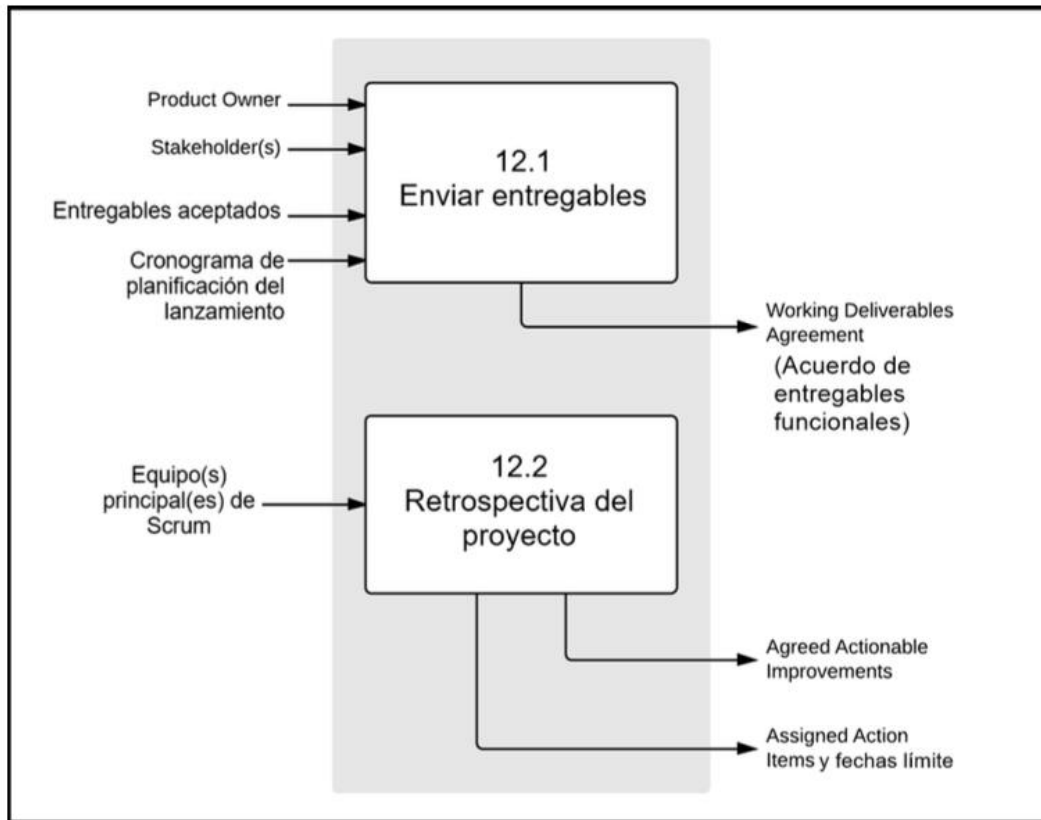 Product Owner
Stakeholder(s)
Entregables aceptados
Cronograma de
planificación del
lanzamiento
12.1
Enviar entregables
Working Deliverables
Agreement
(Acuerdo de
entregables
funcionales)
Equipo(s)
principal(es) de
Scrum
12.2
Retrospectiva del
proyecto
Agreed Actionable
Improvements
Assigned Action
Items y fechas límite